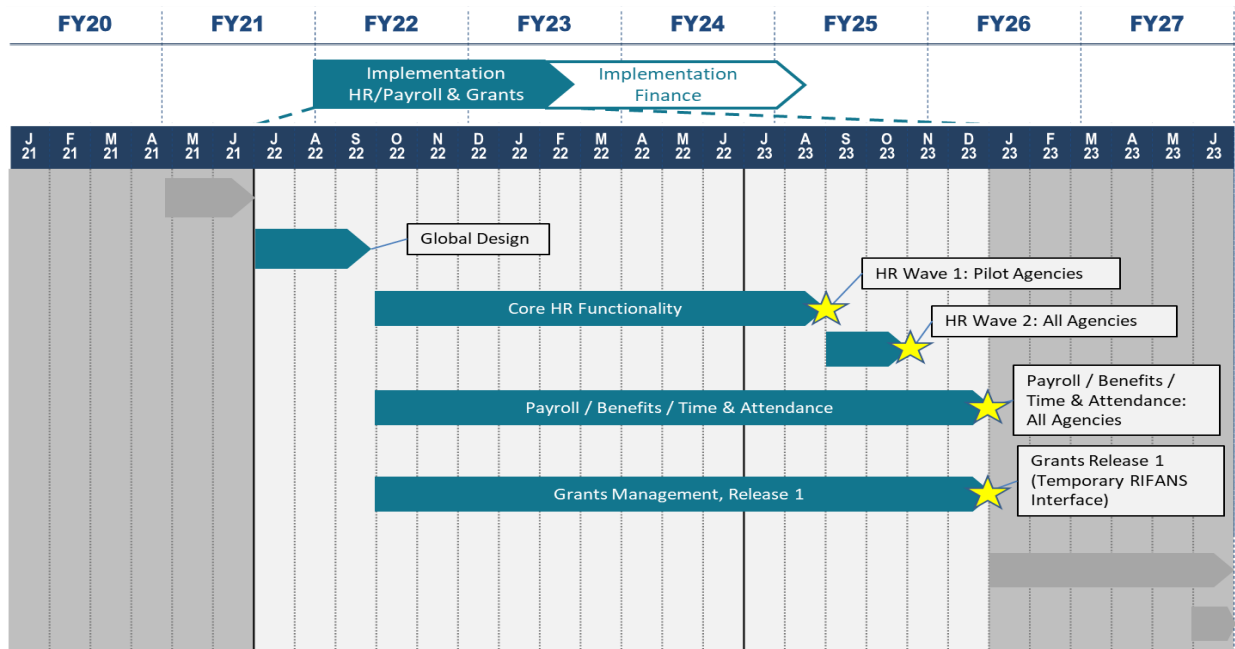 FY20 FY21 FY22 FY23 FY24 FY25 FY26 FY27
Implementation
HR/Payroll & Grants
Implementation
Finance
J F M A M J J A S O N D J F M A M J J A S O N D J F M A M J
21 21 21 21 21 21 22 22 22 22 22 22 22 22 22 22 22 22 23 23 23 23 23 23 23 23 23 23 23 23
Global Design
HR Wave 1: Pilot Agencies
Core HR Functionality
HR Wave 2: All Agencies
Payroll / Benefits / Time & Attendance
Payroll / Benefits /
Time & Attendance:
All Agencies
Grants Management, Release 1
Grants Release 1
(Temporary RIFANS
Interface)